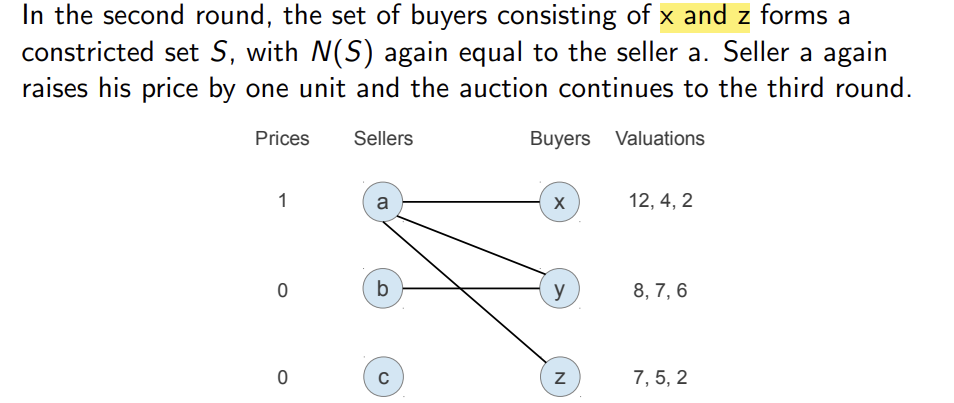 In the second round, the set of buyers consisting of x and z forms a
constricted set S, with N(S) again equal to the seller a. Seller a again
raises his price by one unit and the auction continues to the third round.
Prices Sellers Buyers Valuations
1 a x 12, 4, 2
0 b y 8, 7, 6
0 c z 7, 5, 2